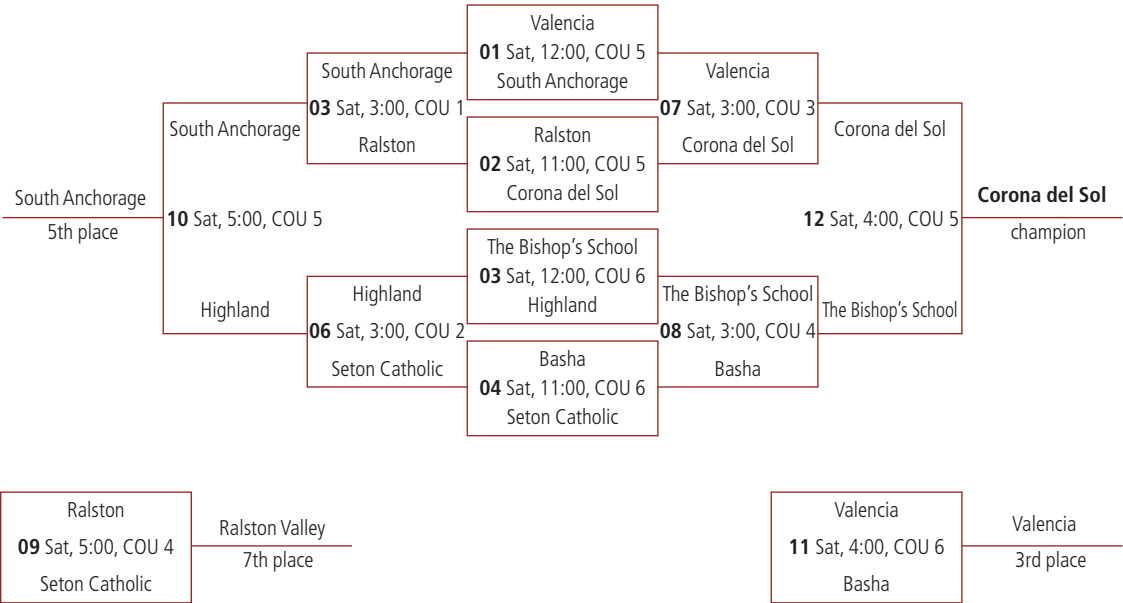 Valencia
01 Sat, 12:00, COU 5
South Anchorage
South Anchorage
03 Sat, 3:00, COU 1
Ralston
Valencia
07 Sat, 3:00, COU 3
Corona del Sol
Ralston
02 Sat, 11:00, COU 5
Corona del Sol
South Anchorage
10 Sat, 5:00, COU 5
Highland
South Anchorage
5th place
Corona del Sol
12 Sat, 4:00, COU 5
The Bishop's School
Corona del Sol
champion
The Bishop's School
03 Sat, 12:00, COU 6
Highland
Highland
06 Sat, 3:00, COU 2
Seton Catholic
The Bishop's School
08 Sat, 3:00, COU 4
Basha
Basha
04 Sat, 11:00, COU 6
Seton Catholic
Ralston
09 Sat, 5:00, COU 4
Seton Catholic
Ralston Valley
7th place
Valencia
11 Sat, 4:00, COU 6
Basha
Valencia
3rd place